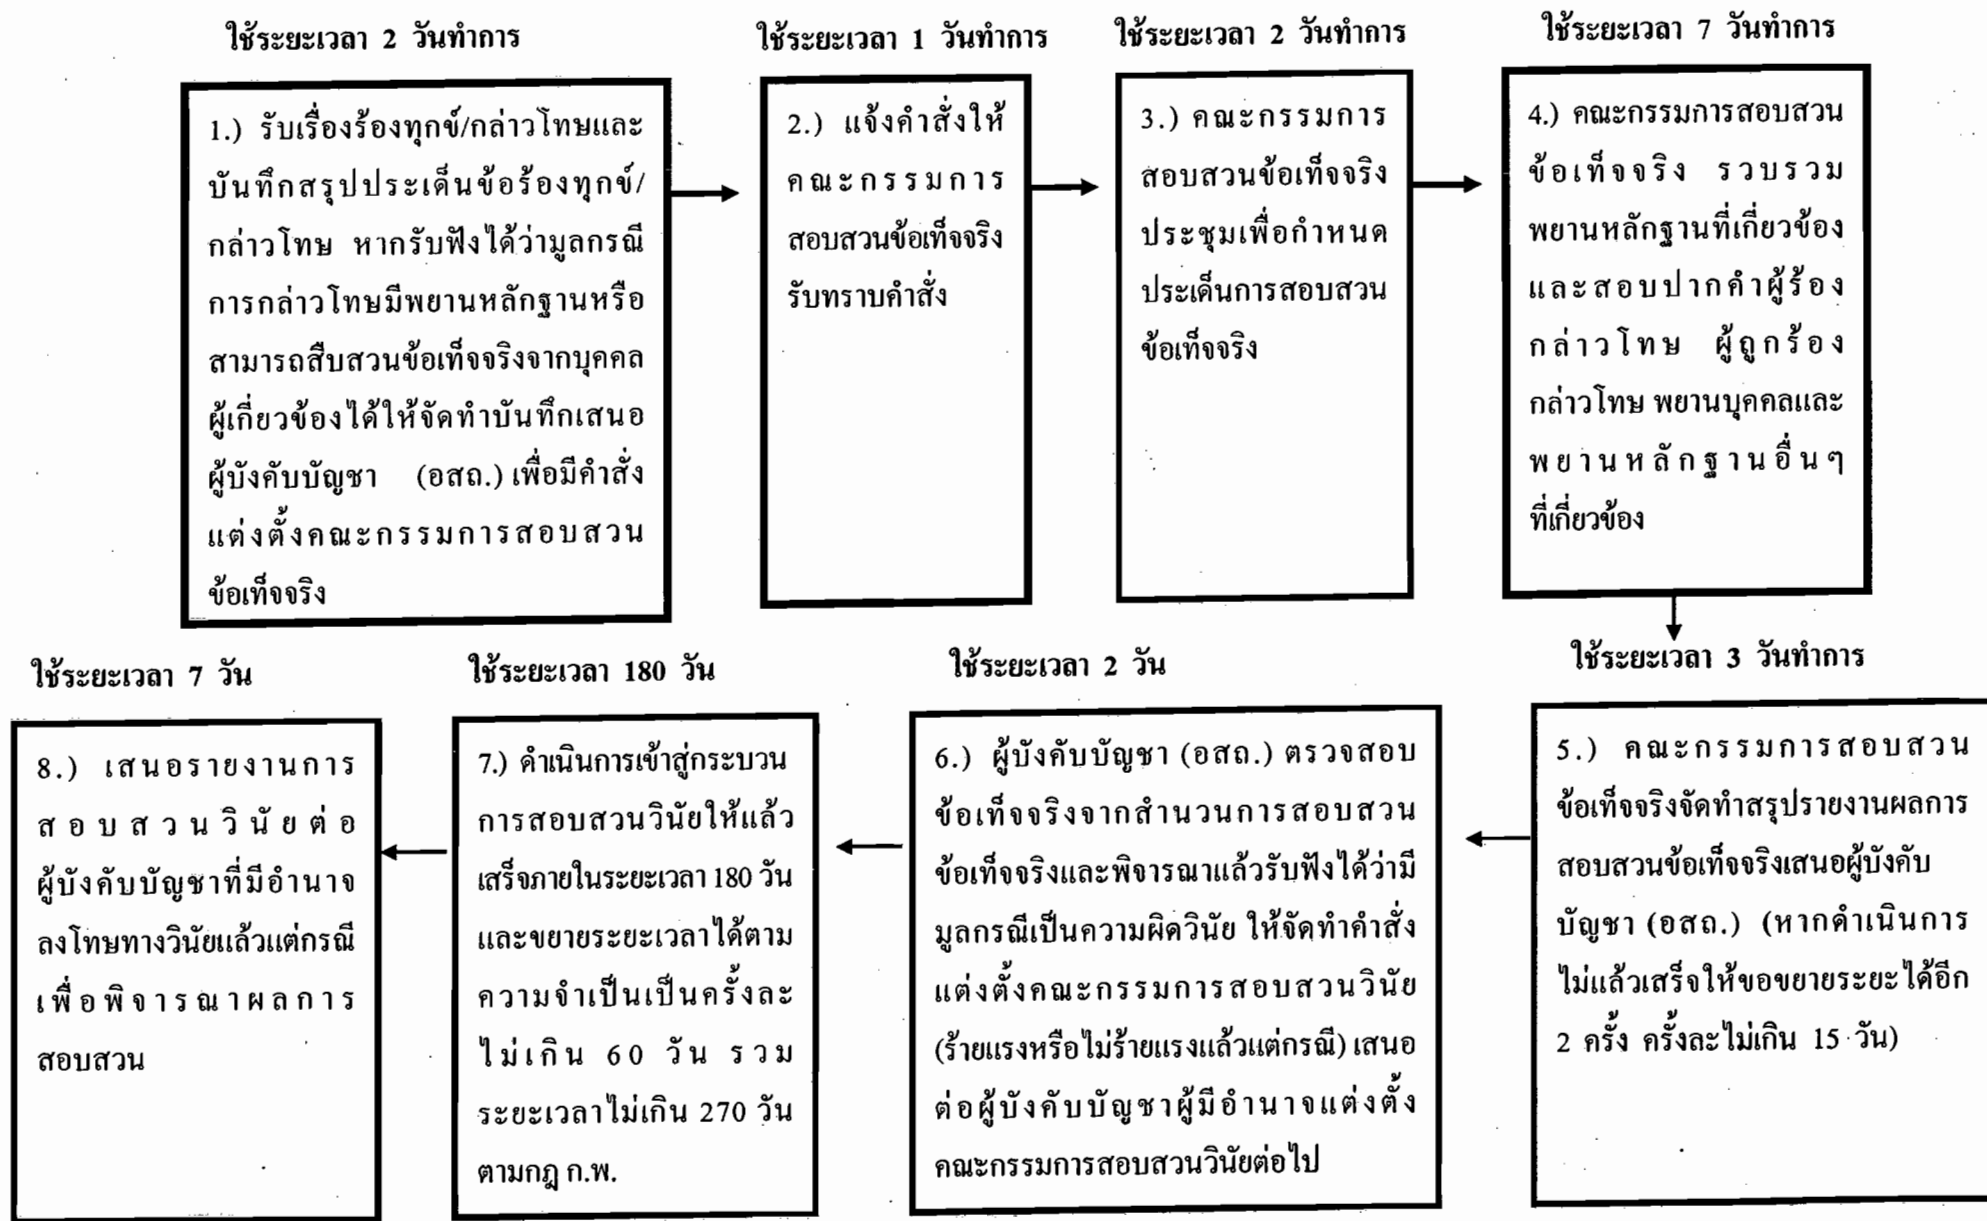 ใช้ระยะเวลา 2 วันทำการ
1.) รับเรื่องร้องทุกข์/กล่าวโทษและ
บันทึกสรุปประเด็นข้อร้องทุกข์/
กล่าวโทษ หากรับฟังได้ว่ามูลกรณี
การกล่าวโทษมีพยานหลักฐานหรือ
สามารถสืบสวนข้อเท็จจริงจากบุคคล
ผู้เกี่ยวข้องได้ให้จัดทำบันทึกเสนอ
ผู้บังคับบัญชา (อสถ.) เพื่อมีคำสั่ง
แต่งตั้งคณะกรรมการสอบสวน
ข้อเท็จจริง
ใช้ระยะเวลา 1 วันทำการ
2.) แจ้งคำสั่งให้
คณะกรรมการ
สอบสวนข้อเท็จจริง
รับทราบคำสั่ง
ใช้ระยะเวลา 2 วันทำการ
3.) คณะกรรมการ
สอบสวนข้อเท็จจริง
ประชุมเพื่อกำหนด
ประเด็นการสอบสวน
ข้อเท็จจริง
ใช้ระยะเวลา 7 วันทำการ
4.) คณะกรรมการสอบสวน
ข้อเท็จจริง รวบรวม
พยานหลักฐานที่เกี่ยวข้อง
และสอบปากคำผู้ร้อง
กล่าวโทษ ผู้ถูกร้อง
กล่าวโทษ พยานบุคคลและ
พยานหลักฐานอื่นๆ
ที่เกี่ยวข้อง
ใช้ระยะเวลา 3 วันทำการ
5.) คณะกรรมการสอบสวน
ข้อเท็จจริงจัดทำสรุปรายงานผลการ
สอบสวนข้อเท็จจริงเสนอผู้บังคับ
บัญชา (อสถ.) (หากดำเนินการ
ไม่แล้วเสร็จให้ขอขยายระยะได้อีก
2 ครั้ง ครั้งละไม่เกิน 15 วัน)
ใช้ระยะเวลา 2 วัน
6.) ผู้บังคับบัญชา (อสถ.) ตรวจสอบ
ข้อเท็จจริงจากสำนวนการสอบสวน
ข้อเท็จจริงและพิจารณาแล้วรับฟังได้ว่ามี
มูลกรณีเป็นความผิดวินัย ให้จัดทำคำสั่ง
แต่งตั้งคณะกรรมการสอบสวนวินัย
(ร้ายแรงหรือไม่ร้ายแรงแล้วแต่กรณี) เสนอ
ต่อผู้บังคับบัญชาผู้มีอำนาจแต่งตั้ง
คณะกรรมการสอบสวนวินัยต่อไป
ใช้ระยะเวลา 180 วัน
7.) ดำเนินการเข้าสู่กระบวน
การสอบสวนวินัยให้แล้ว
เสร็จภายในระยะเวลา 180 วัน
และขยายระยะเวลาได้ตาม
ความจำเป็นเป็นครั้งละ
ไม่เกิน 60 วัน รวม
ระยะเวลาไม่เกิน 270 วัน
ตามกฎ ก.พ.
ใช้ระยะเวลา 7 วัน
8.) เสนอรายงานการ
สอบสวนวินัยต่อ
ผู้บังคับบัญชาที่มีอำนาจ
ลงโทษทางวินัยแล้วแต่กรณี
เพื่อพิจารณาผลการ
สอบสวน